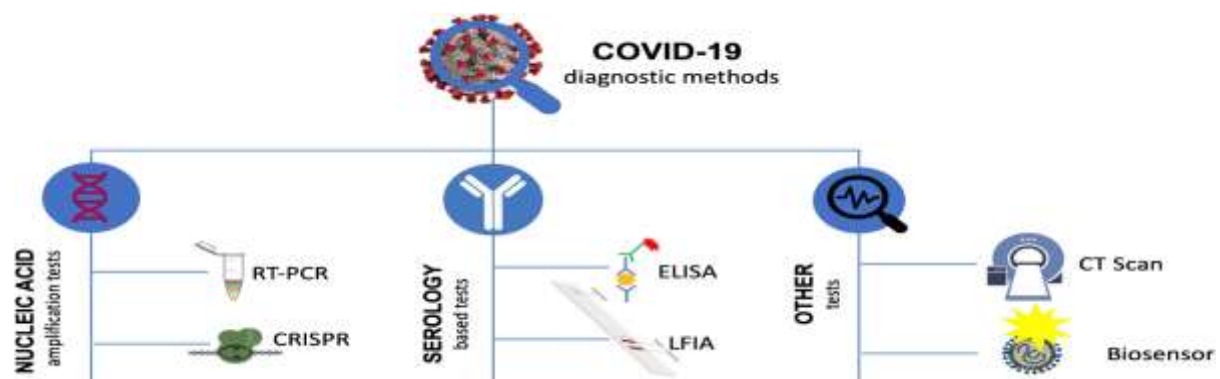 COVID-19
diagnostic methods
NUCLEIC ACID
amplification tests
RT-PCR
CRISPR
SEROLOGY
based tests
ELISA
LFIA
OTHER
tests
CT Scan
Biosensor